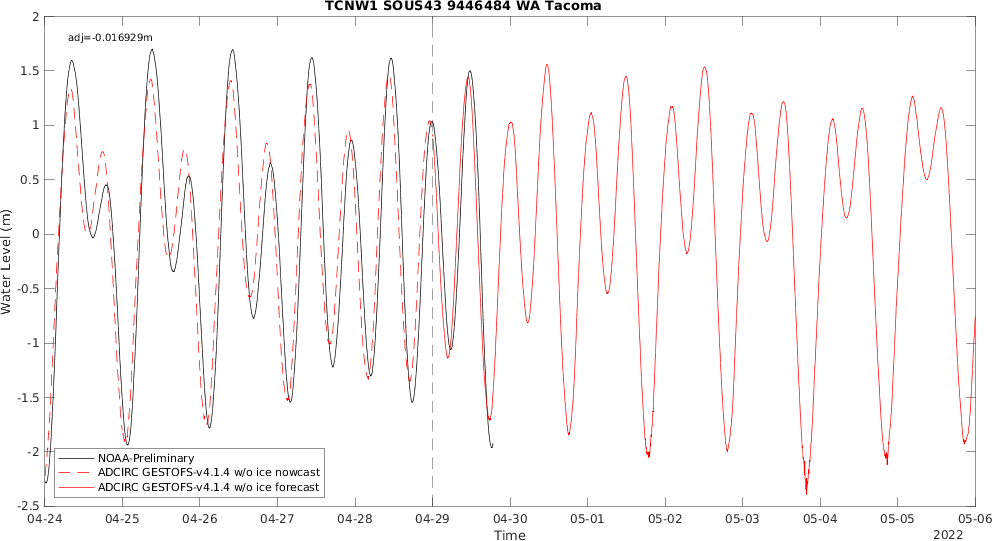 TCNW1 SOUS43 9446484 WA Tacoma
adj=-0.016929m
2
1.5
1
0.5
0
-0.5
-1
-1.5
-2
-2.5
Water Level (m)
NOAA-Preliminary
ADCIRC GESTOFS-v4.1.4 w/o ice nowcast
ADCIRC GESTOFS-v4.1.4 w/o ice forecast
04-24 04-25 04-26 04-27 04-28 04-29 04-30 05-01 05-02 05-03 05-04 05-05 05-06
Time
2022